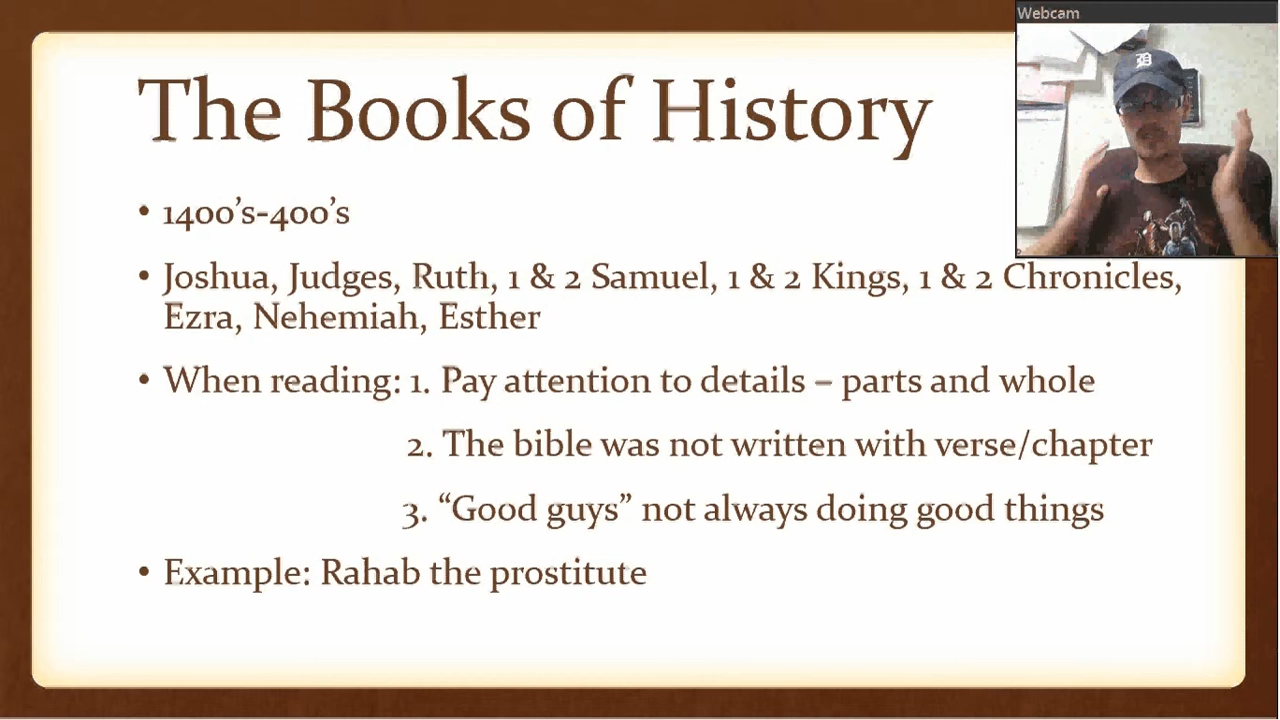 Webcam
The Books of History
• 1400’s-400’s
• Joshua, Judges, Ruth, 1 & 2 Samuel, 1 & 2 Kings, 1 & 2 Chronicles,
Ezra, Nehemiah, Esther
• When reading: 1. Pay attention to details – parts and whole
2. The bible was not written with verse/chapter
3. “Good guys” not always doing good things
• Example: Rahab the prostitute